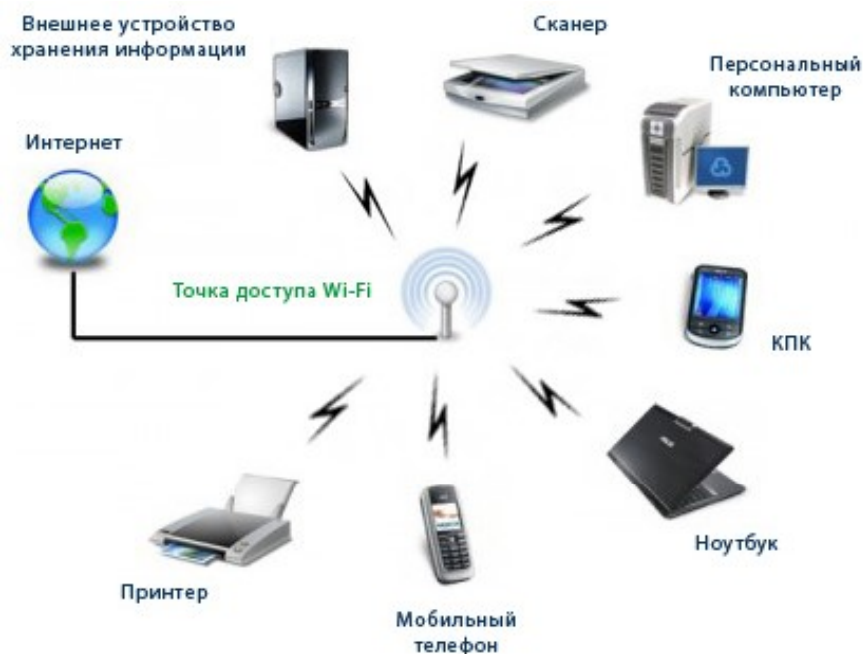 Внешнее устройство
хранения информации
Сканер
Персональный
компьютер
Интернет
Точка доступа Wi-Fi
КПК
Ноутбук
Принтер
Мобильный
телефон